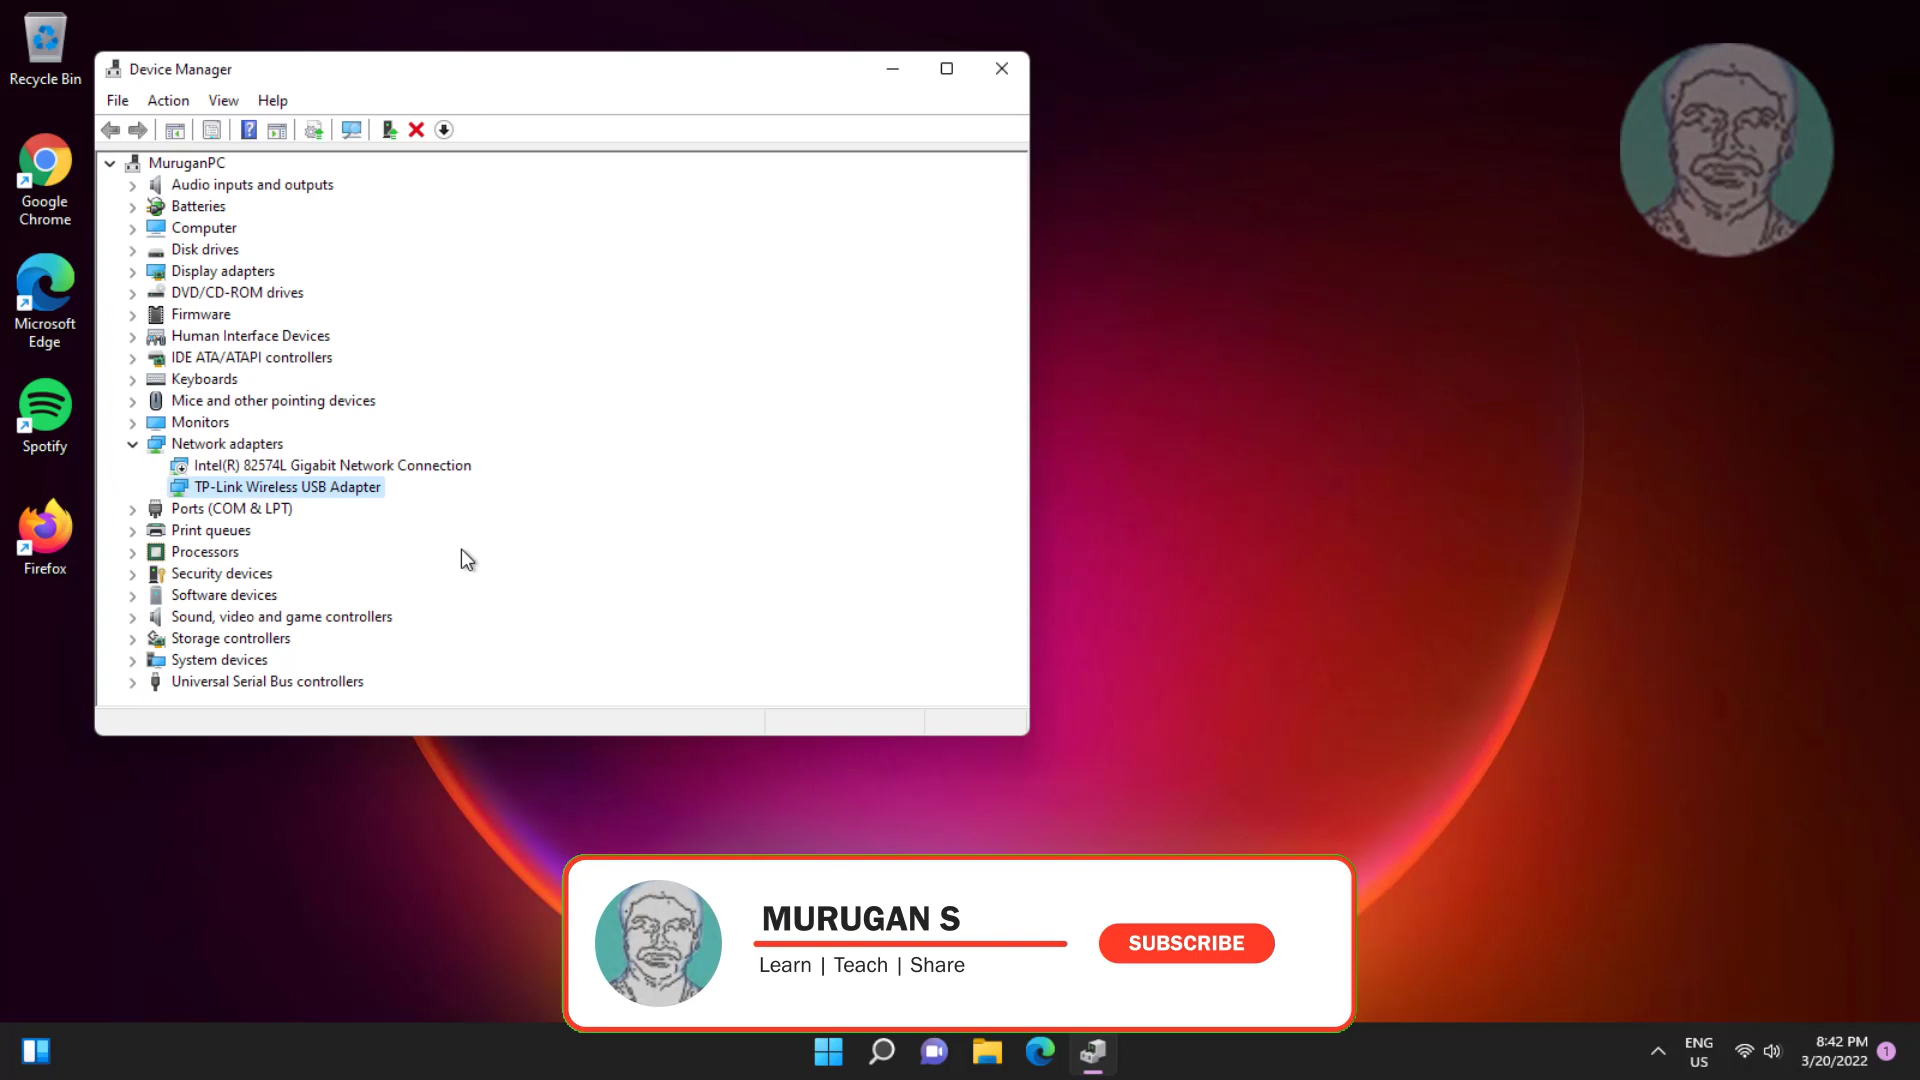 Recycle Bin
Google
Chrome
Microsoft
Edge
Spotify
Firefox
Device Manager
File Action View Help
MuruganPC
Audio inputs and outputs
Batteries
Computer
Disk drives
Display adapters
DVD/CD-ROM drives
Firmware
Human Interface Devices
IDE ATA/ATAPI controllers
Keyboards
Mice and other pointing devices
Monitors
Network adapters
Intel(R) 82574L Gigabit Network Connection
TP-Link Wireless USB Adapter
Ports (COM & LPT)
Print queues
Processors
Security devices
Software devices
Sound, video and game controllers
Storage controllers
System devices
Universal Serial Bus controllers
MURUGAN S
Learn | Teach | Share
SUBSCRIBE
ENG
US
8:42 PM
3/20/2022
1